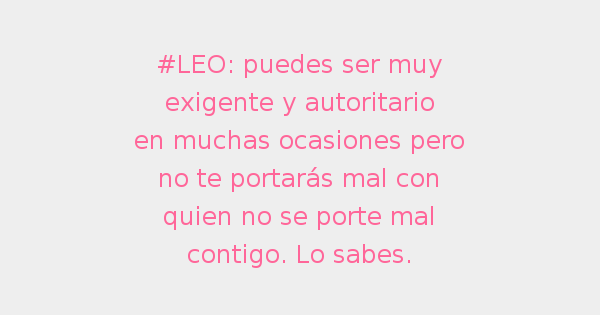 #LEO: puedes ser muy
exigente y autoritario
en muchas ocasiones pero
no te portarás mal con
quien no se porte mal
contigo. Lo sabes.